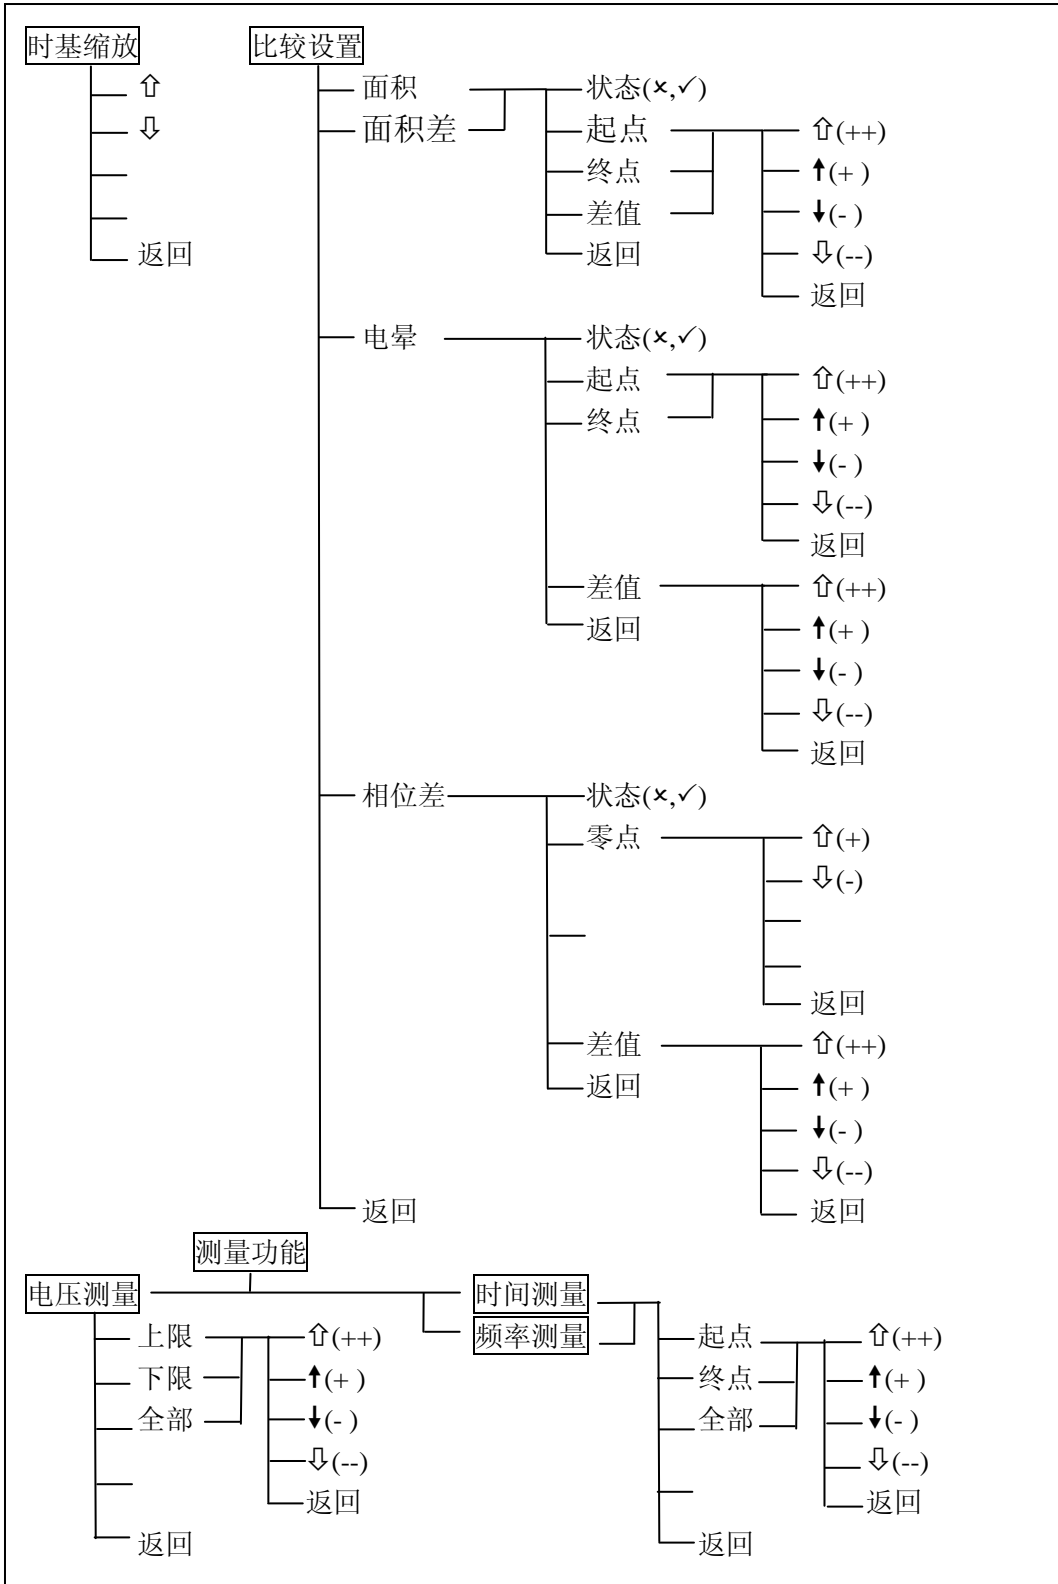 时基缩放
⇧
⇩
返回
比较设置
面积
面积差
状态(×,✓)
起点
终点
差值
返回
⇧(++)
↑(+ )
↓(- )
⇩(--)
返回
电晕
状态(×,✓)
起点
终点
⇧(++)
↑(+ )
↓(- )
⇩(--)
返回
差值
返回
⇧(++)
↑(+ )
↓(- )
⇩(--)
返回
相位差
状态(×,✓)
零点
⇧(+)
⇩(-)
返回
差值
返回
⇧(++)
↑(+ )
↓(- )
⇩(--)
返回
返回
测量功能
电压测量
上限
下限
全部
返回
⇧(++)
↑(+ )
↓(- )
⇩(--)
返回
时间测量
频率测量
起点
终点
全部
返回
⇧(++)
↑(+ )
↓(- )
⇩(--)
返回